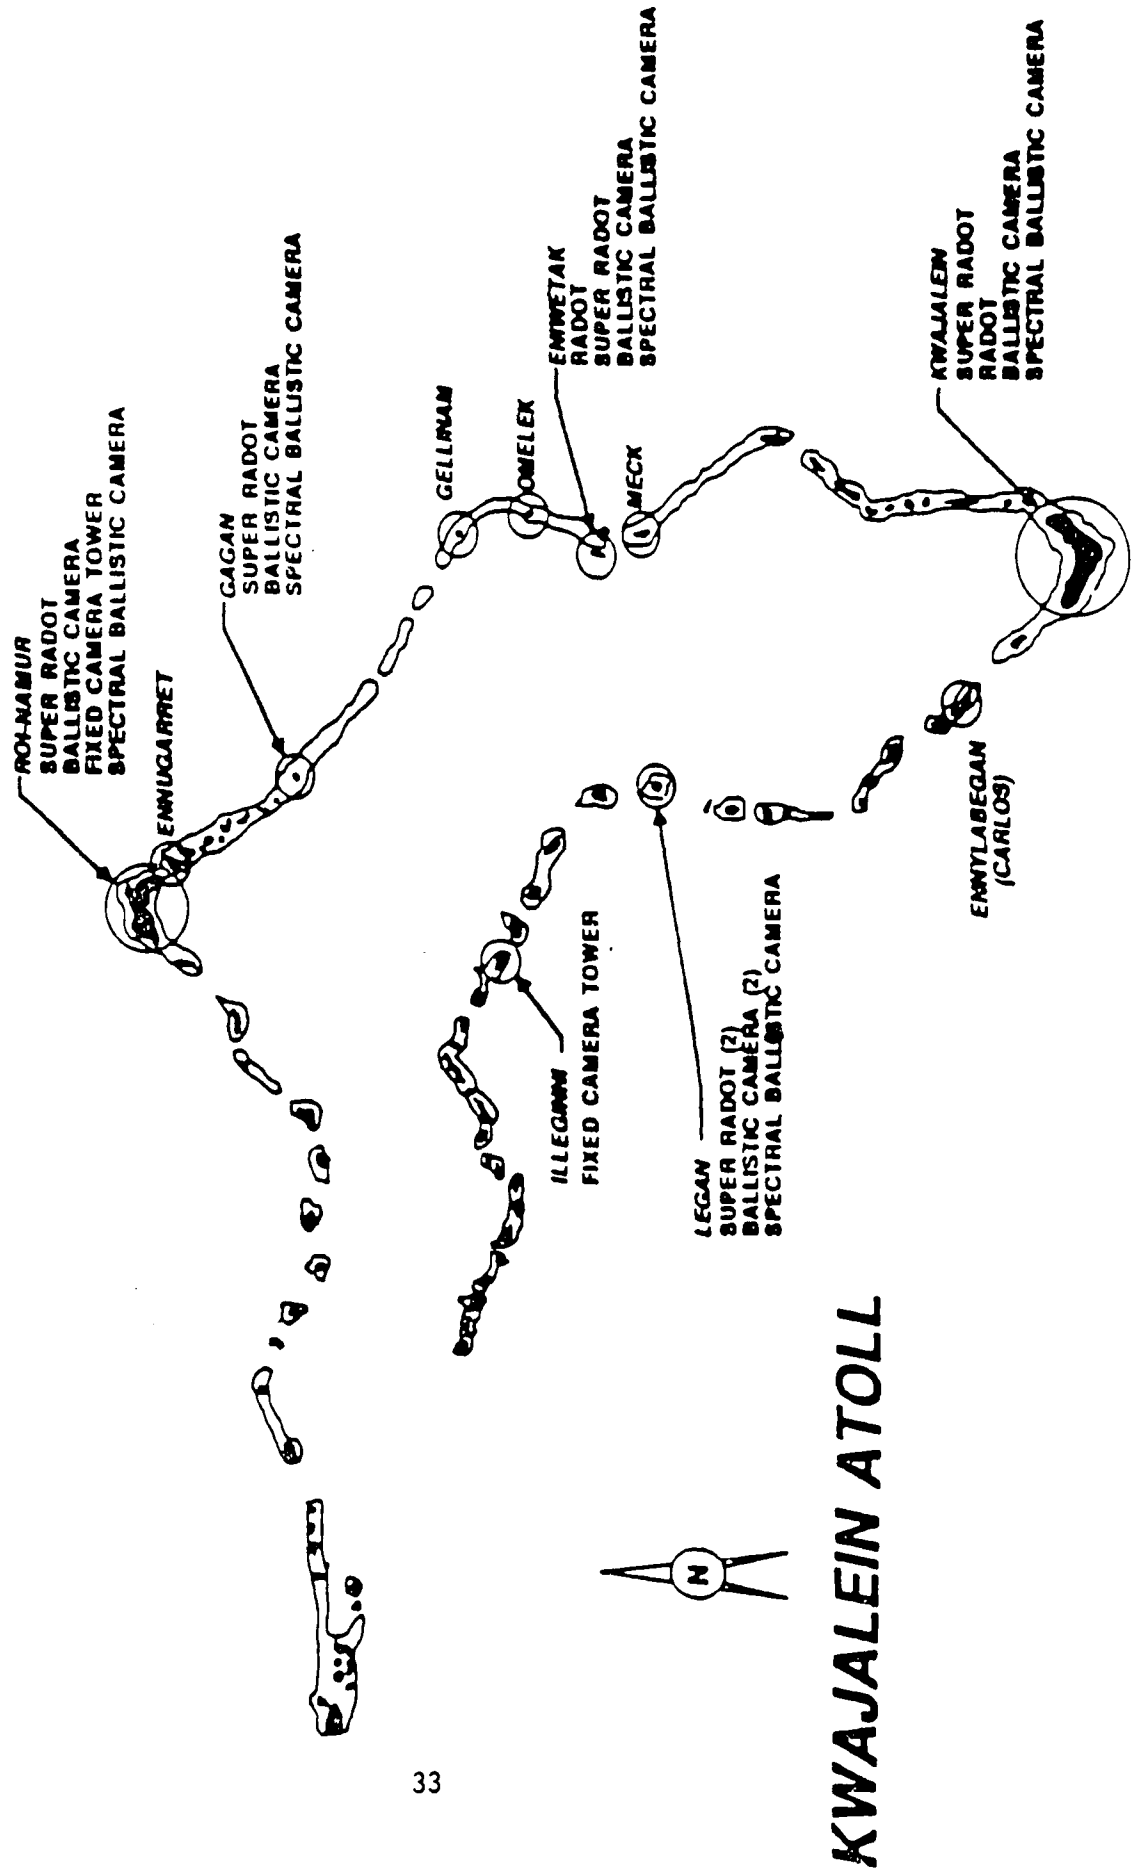 ROI-NAMUR
SUPER RADOT
BALLISTIC CAMERA
FIXED CAMERA TOWER
SPECTRAL BALLISTIC CAMERA
ENNUGARRET
GAGAN
SUPER RADOT
BALLISTIC CAMERA
SPECTRAL BALLISTIC CAMERA
GELLINAM
OMELEK
ENIWETAK
RADOT
SUPER RADOT
BALLISTIC CAMERA
SPECTRAL BALLISTIC CAMERA
MECK
KWAJALEIN
SUPER RADOT
RADOT
BALLISTIC CAMERA
SPECTRAL BALLISTIC CAMERA
ILLEGINNI
FIXED CAMERA TOWER
LEGAN
SUPER RADOT (2)
BALLISTIC CAMERA (2)
SPECTRAL BALLISTIC CAMERA
ENNYLABEGAN
(CARLOS)
N
KWAJALEIN ATOLL
33